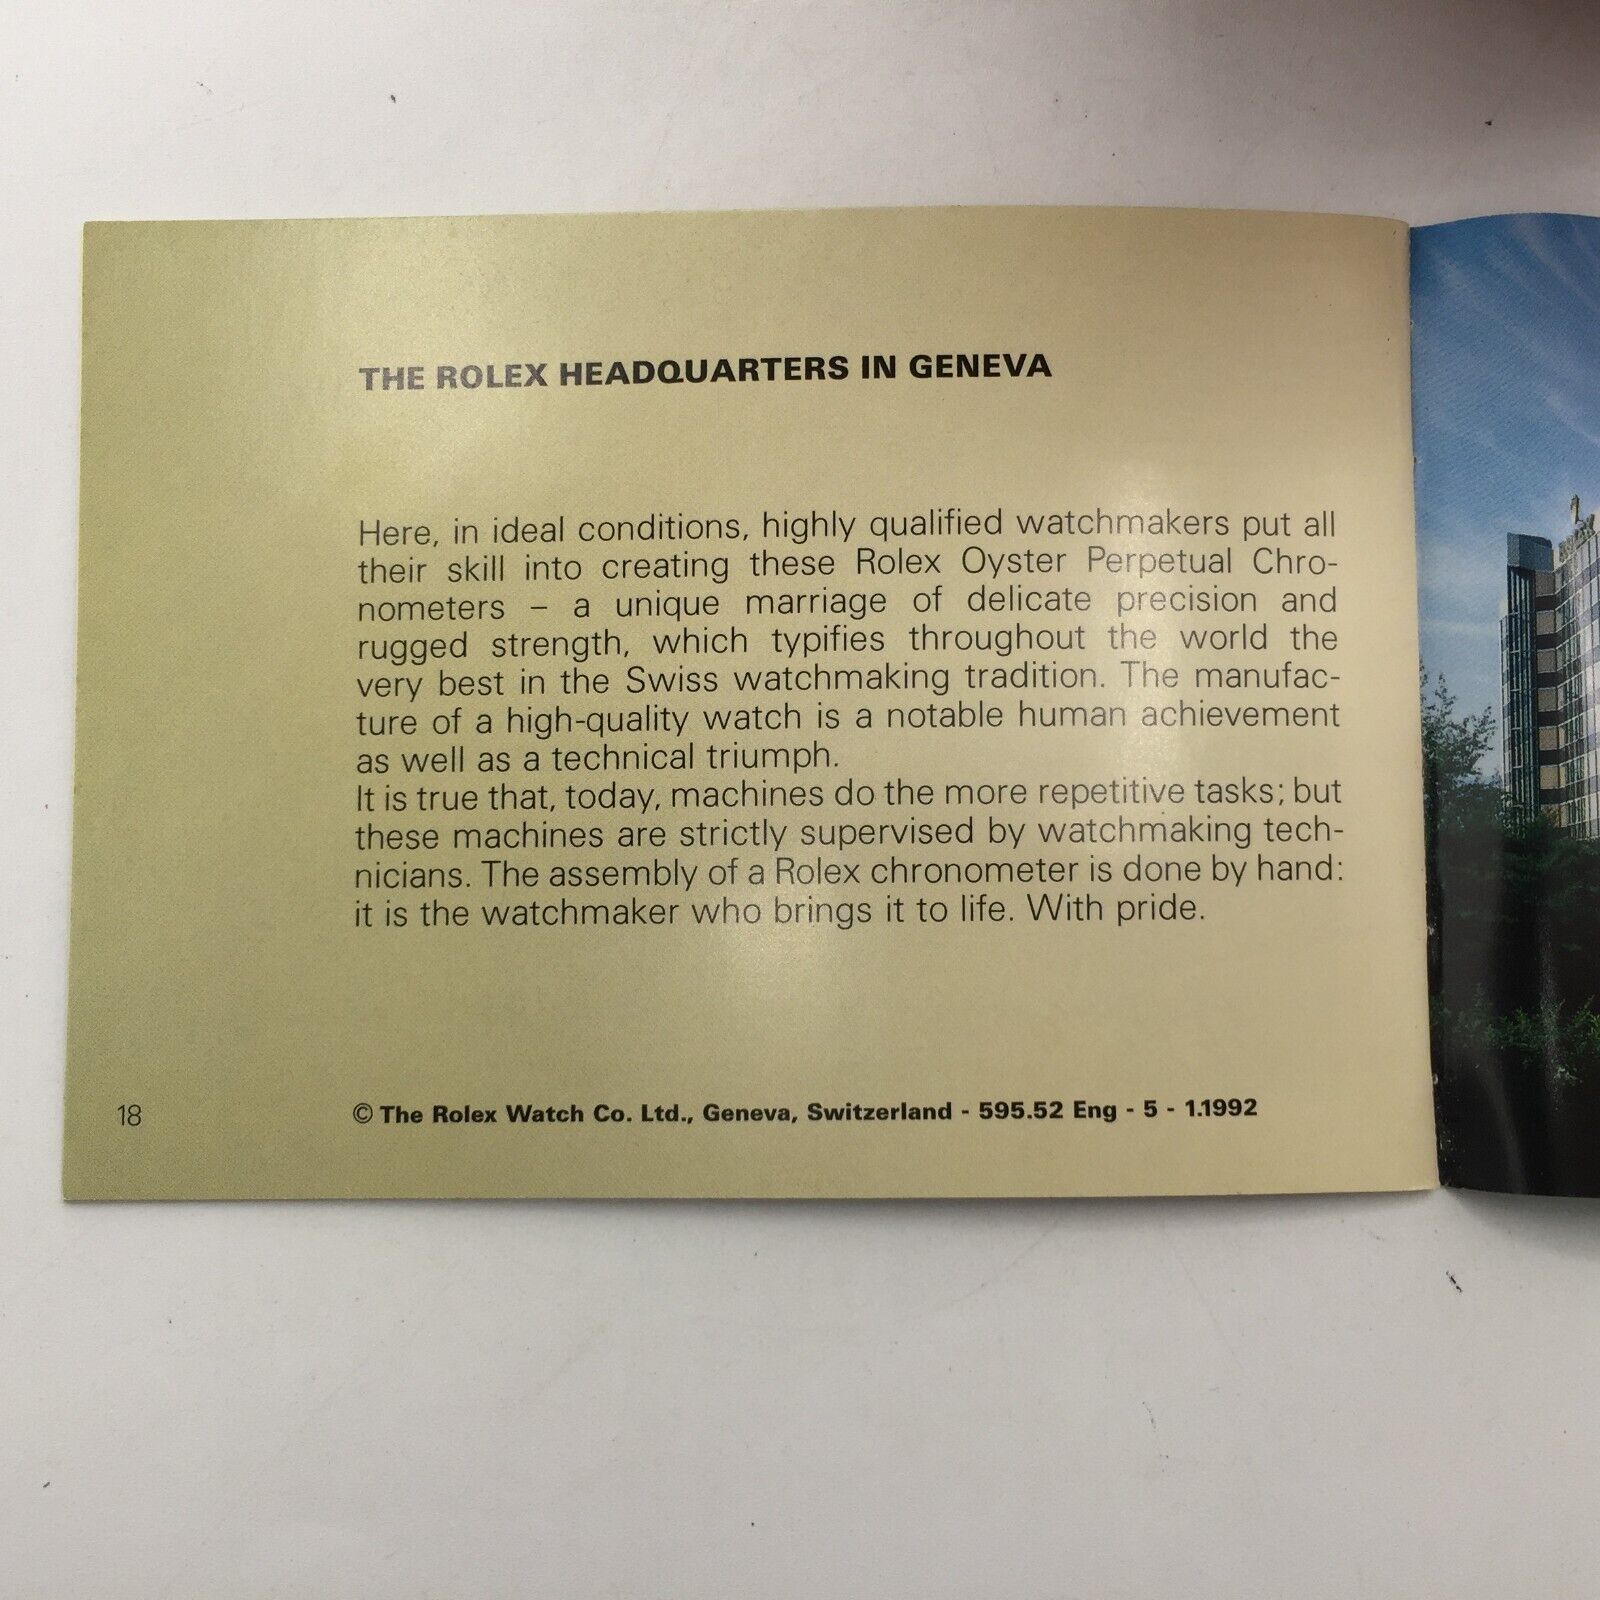 THE ROLEX HEADQUARTERS IN GENEVA
Here, in ideal conditions, highly qualified watchmakers put all
their skill into creating these Rolex Oyster Perpetual Chro-
nometers – a unique marriage of delicate precision and
rugged strength, which typifies throughout the world the
very best in the Swiss watchmaking tradition. The manufac-
ture of a high-quality watch is a notable human achievement
as well as a technical triumph.
It is true that, today, machines do the more repetitive tasks; but
these machines are strictly supervised by watchmaking tech-
nicians. The assembly of a Rolex chronometer is done by hand:
it is the watchmaker who brings it to life. With pride.
18
© The Rolex Watch Co. Ltd., Geneva, Switzerland - 595.52 Eng - 5 - 1.1992
ROLEX